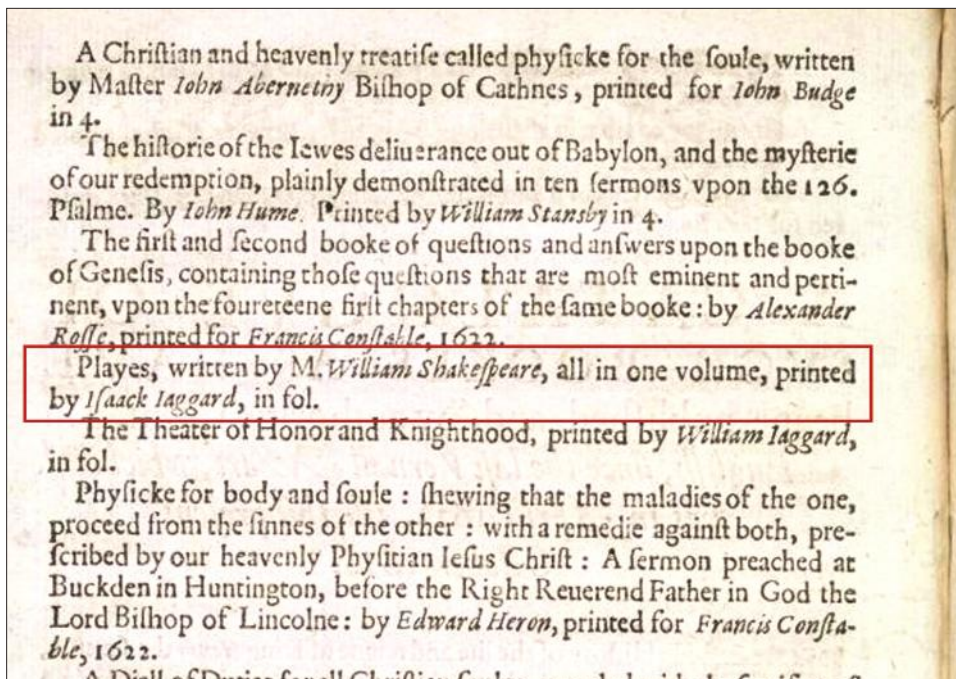 A Chriſtian and heavenly treatiſe called phyſicke for the ſoule, written
by Maſter Iohn Abernethy Biſhop of Cathnes, printed for Iohn Budge
in 4.
The hiſtorie of the Iewes deliuerance out of Babylon, and the myſterie
of our redemption, plainly demonſtrated in ten ſermons vpon the 126.
Pſalme. By Iohn Hume. Printed by William Stansby in 4.
The firſt and ſecond booke of queſtions and anſwers upon the booke
of Geneſis, containing thoſe queſtions that are moſt eminent and perti-
nent, vpon the foureteene firſt chapters of the ſame booke: by Alexander
Roſſe, printed for Francis Conſtable, 1622.
Playes, written by M. William Shakeſpeare, all in one volume, printed
by Iſaack Iaggard, in fol.
The Theater of Honor and Knighthood, printed by William Iaggard,
in fol.
Phyſicke for body and ſoule: ſhewing that the maladies of the one,
proceed from the ſinnes of the other: with a remedie againſt both, pre-
ſcribed by our heavenly Phyſitian Ieſus Chriſt: A ſermon preached at
Buckden in Huntington, before the Right Reuerend Father in God the
Lord Biſhop of Lincolne: by Edward Heron, printed for Francis Conſta-
ble, 1622.
A Diall of